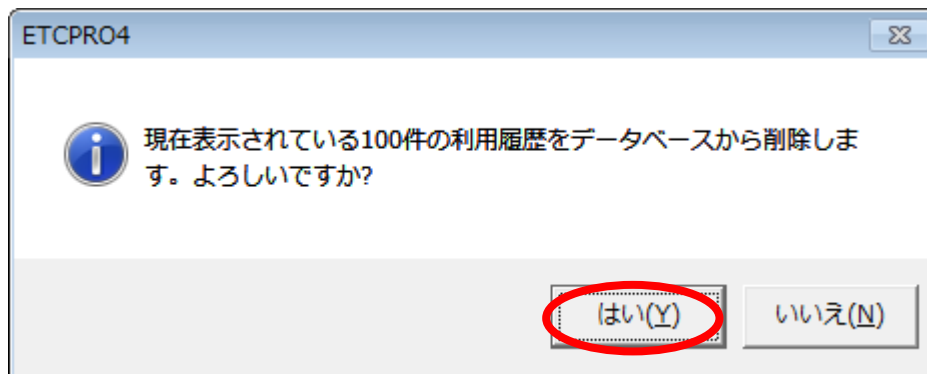 ETCPRO4
現在表示されている100件の利用履歴をデータベースから削除しま
す。よろしいですか?
はい(Y)
いいえ(N)